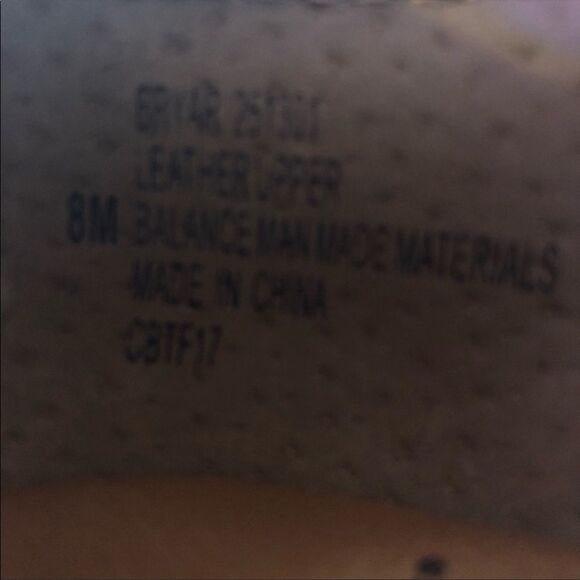 LEATHER UPPER
8M BALANCE MAN MADE MATERIALS
MADE IN CHINA
CBTF17